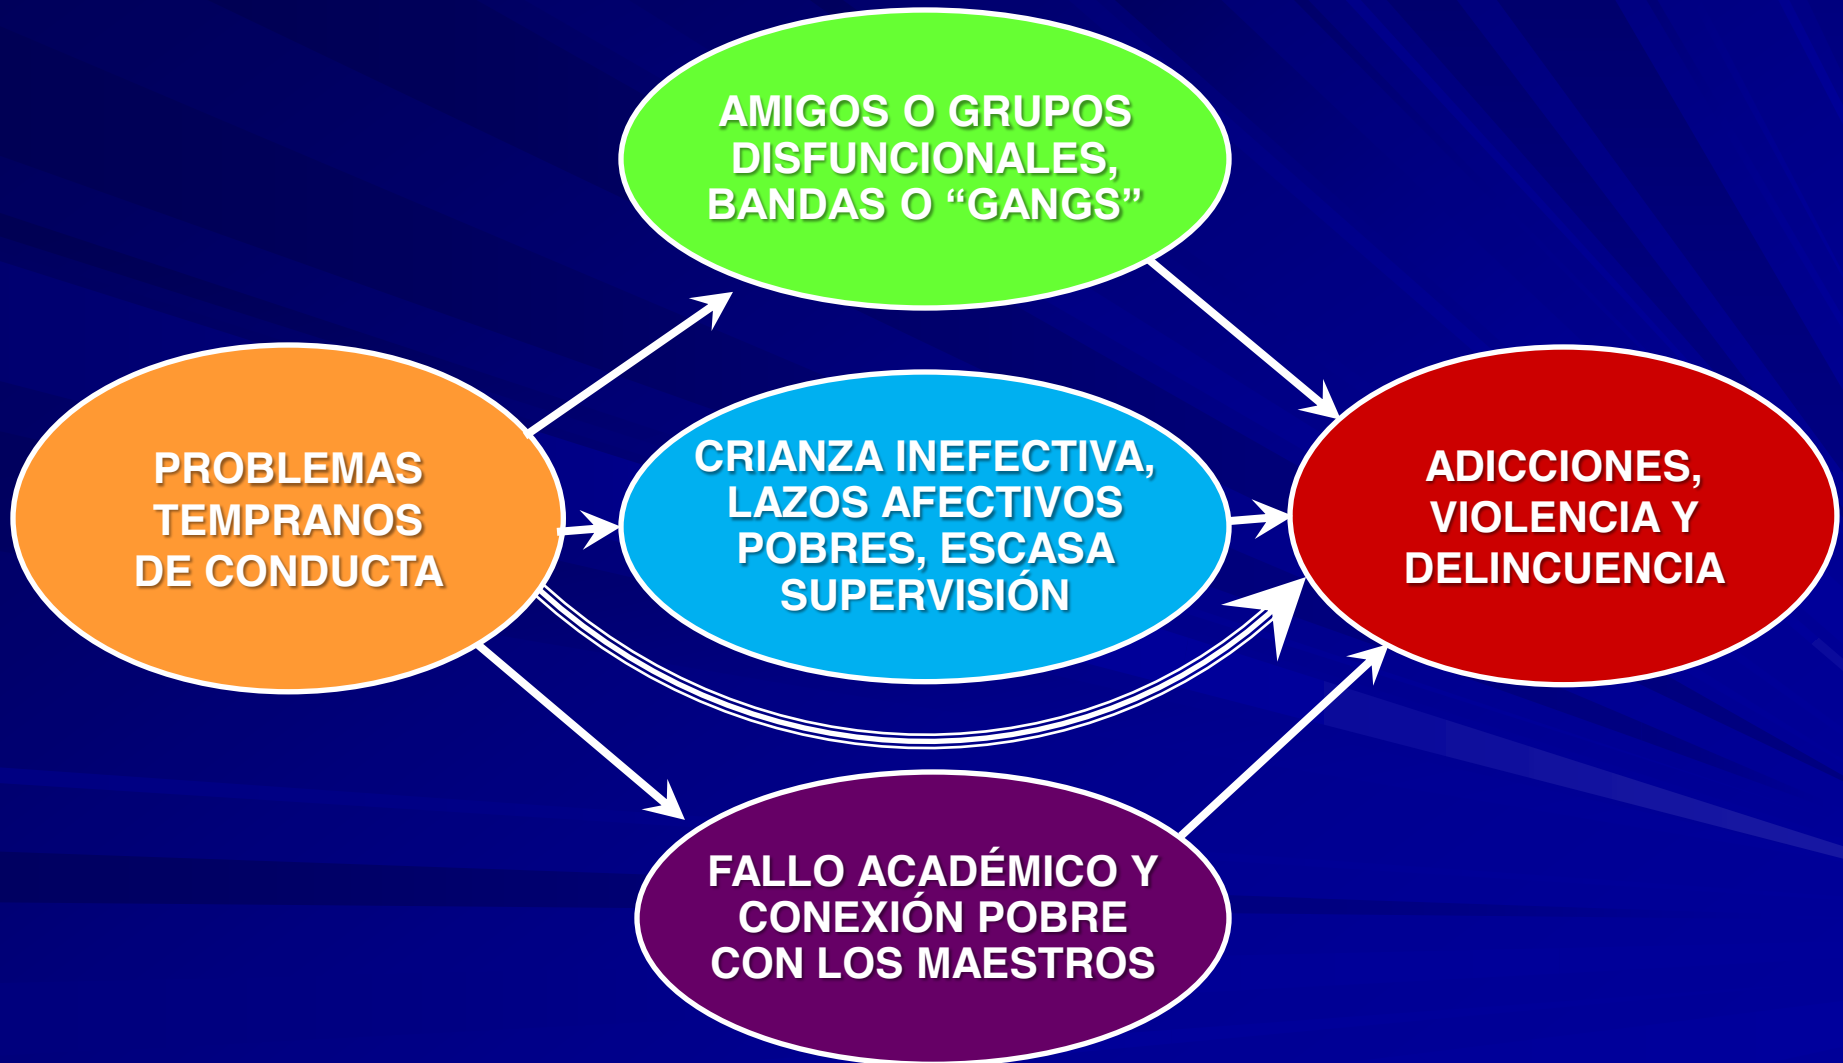 AMIGOS O GRUPOS
DISFUNCIONALES,
BANDAS O “GANGS”
PROBLEMAS
TEMPRANOS
DE CONDUCTA
CRIANZA INEFECTIVA,
LAZOS AFECTIVOS
POBRES, ESCASA
SUPERVISIÓN
ADICCIONES,
VIOLENCIA Y
DELINCUENCIA
FALLO ACADÉMICO Y
CONEXIÓN POBRE
CON LOS MAESTROS